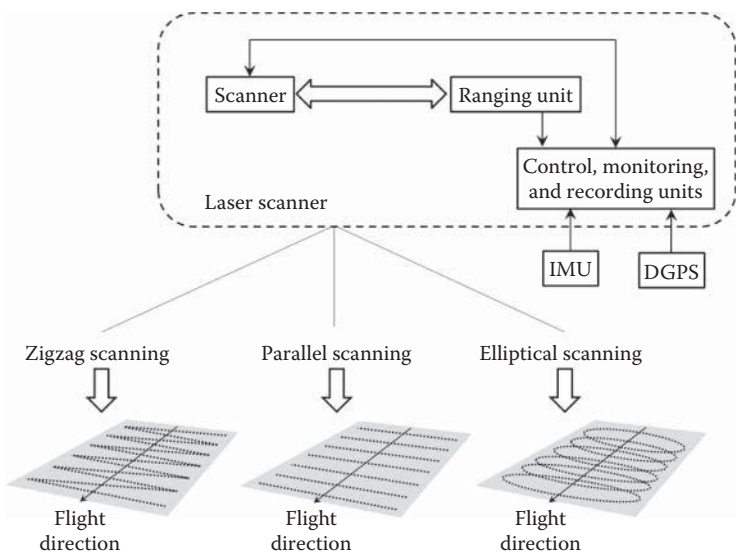 Scanner
Ranging unit
Control, monitoring,
and recording units
Laser scanner
IMU
DGPS
Zigzag scanning
Parallel scanning
Elliptical scanning
Flight
direction
Flight
direction
Flight
direction